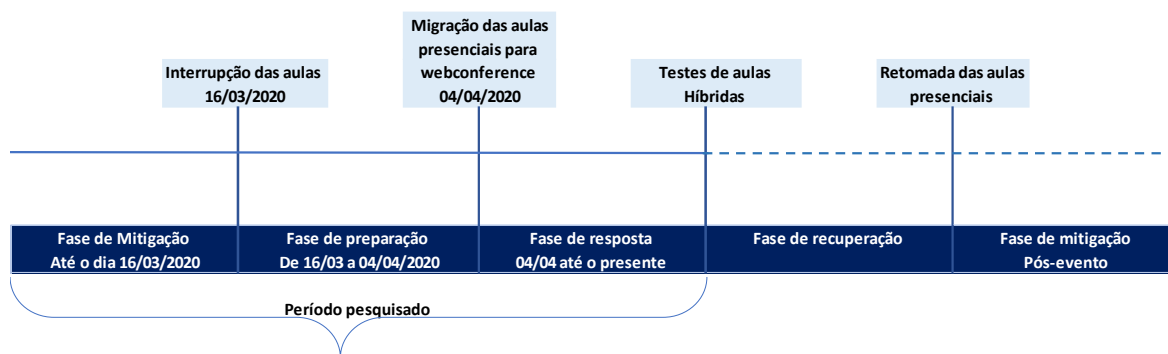 Interrupção das aulas
16/03/2020
Migração das aulas
presenciais para
webconference
04/04/2020
Testes de aulas
Híbridas
Retomada das aulas
presenciais
Fase de Mitigação
Até o dia 16/03/2020
Fase de preparação
De 16/03 a 04/04/2020
Fase de resposta
04/04 até o presente
Fase de recuperação
Fase de mitigação
Pós-evento
Período pesquisado